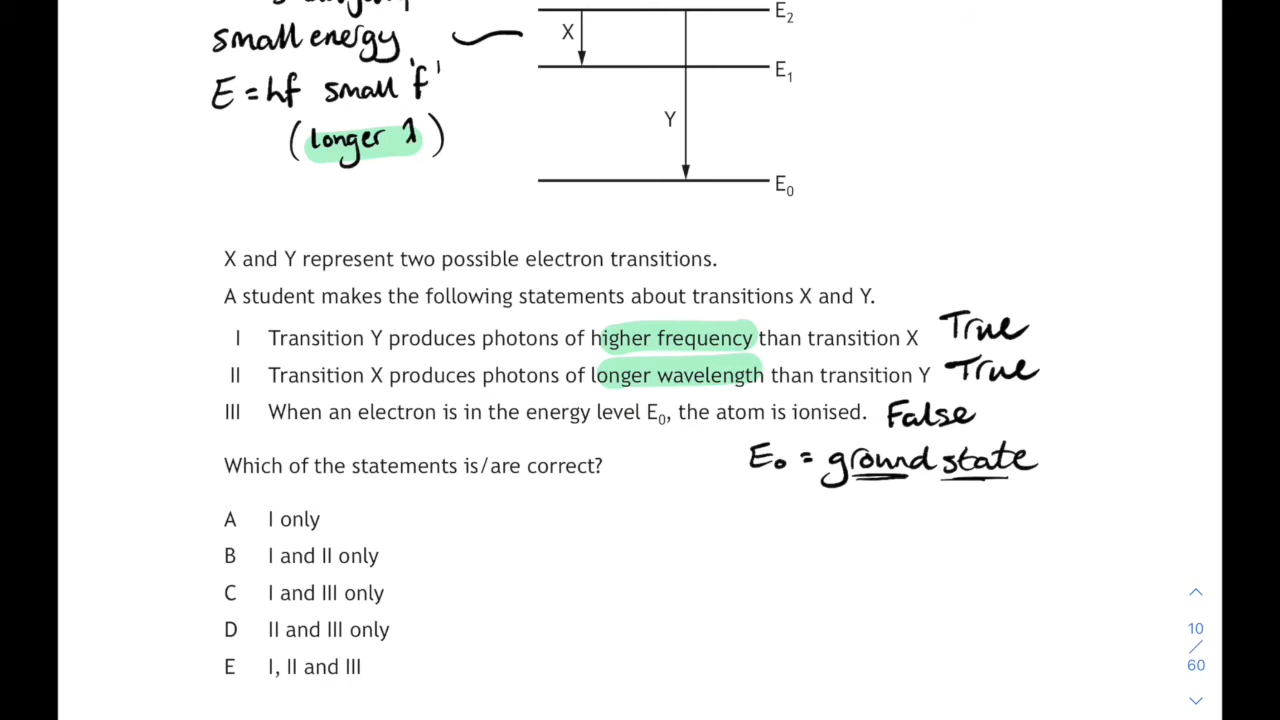 small energy
E = hf small 'f'
(longer λ)
E₂
X
E₁
Y
E₀
X and Y represent two possible electron transitions.
A student makes the following statements about transitions X and Y.
I Transition Y produces photons of higher frequency than transition X True
II Transition X produces photons of longer wavelength than transition Y True
III When an electron is in the energy level E₀, the atom is ionised. False
E₀ = ground state
Which of the statements is/are correct?
A I only
B I and II only
C I and III only
D II and III only
E I, II and III
10
/
60